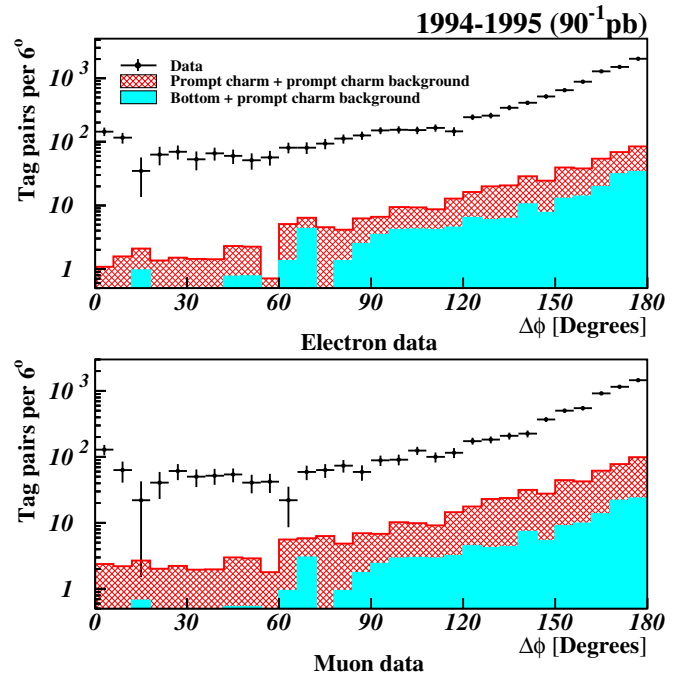 1994-1995 (90⁻¹pb)
Tag pairs per 6°
Data
Prompt charm + prompt charm background
Bottom + prompt charm background
10³
10²
10
1
0 30 60 90 120 150 180
Δϕ [Degrees]
Electron data
Tag pairs per 6°
10³
10²
10
1
0 30 60 90 120 150 180
Δϕ [Degrees]
Muon data